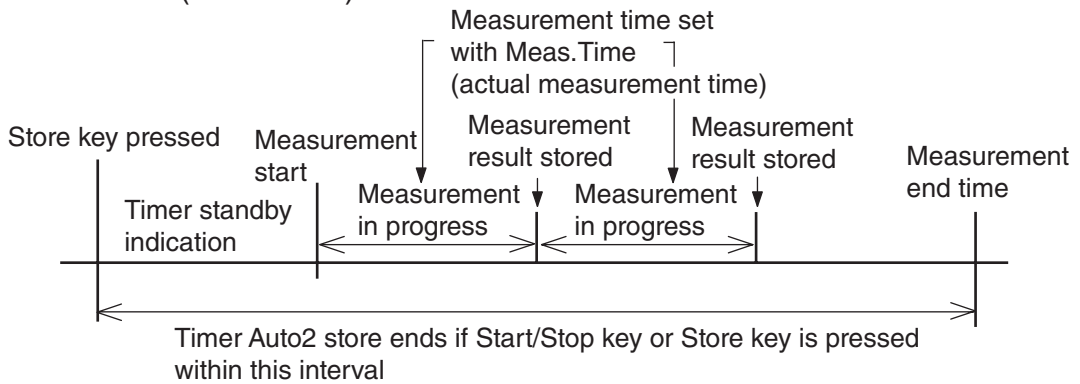 Measurement time set
with Meas.Time
(actual measurement time)
Store key pressed
Measurement
start
Measurement
result stored
Measurement
result stored
Measurement
end time
Timer standby
indication
Measurement
in progress
Measurement
in progress
Timer Auto2 store ends if Start/Stop key or Store key is pressed
within this interval